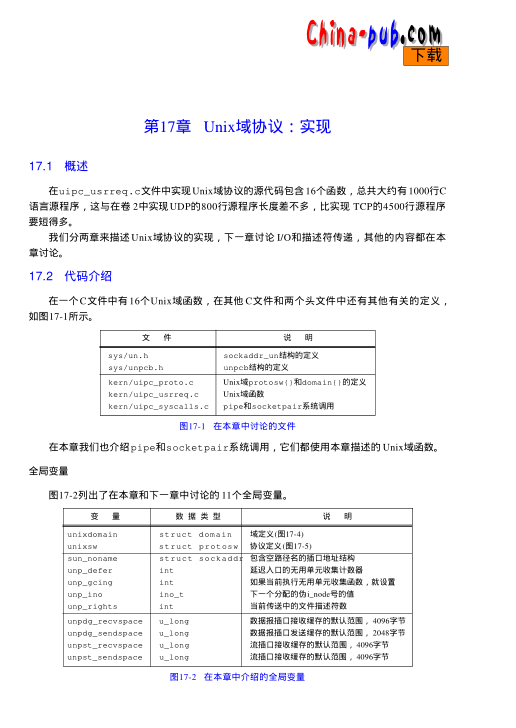 China-pub.com
下载
第17章 Unix域协议：实现
17.1 概述
在uipc_usrreq.c文件中实现Unix域协议的源代码包含16个函数，总共大约有1000行C
语言源程序，这与在卷2中实现UDP的800行源程序长度差不多，比实现TCP的4500行源程序
要短得多。
我们分两章来描述Unix域协议的实现，下一章讨论I/O和描述符传递，其他的内容都在本
章讨论。
17.2 代码介绍
在一个C文件中有16个Unix域函数，在其他C文件和两个头文件中还有其他有关的定义，
如图17-1所示。
文 件 说 明
sys/un.h sockaddr_un结构的定义
sys/unpcb.h unpcb结构的定义
kern/uipc_proto.c Unix域protosw{}和domain{}的定义
kern/uipc_usrreq.c Unix域函数
kern/uipc_syscalls.c pipe和socketpair系统调用
图17-1 在本章中讨论的文件
在本章我们也介绍pipe和socketpair系统调用，它们都使用本章描述的Unix域函数。
全局变量
图17-2列出了在本章和下一章中讨论的11个全局变量。
变 量 数 据 类 型 说 明
unixdomain struct domain 域定义(图17-4)
unixsw struct protosw 协议定义(图17-5)
sun_noname struct sockaddr 包含空路径名的插口地址结构
unp_defer int 延迟入口的无用单元收集计数器
unp_gcing int 如果当前执行无用单元收集函数，就设置
unp_ino ino_t 下一个分配的伪i_node号的值
unp_rights int 当前传送中的文件描述符数
unpdg_recvspace u_long 数据报插口接收缓存的默认范围，4096字节
unpdg_sendspace u_long 数据报插口发送缓存的默认范围，2048字节
unpst_recvspace u_long 流插口接收缓存的默认范围，4096字节
unpst_sendspace u_long 流插口接收缓存的默认范围，4096字节
图17-2 在本章中介绍的全局变量